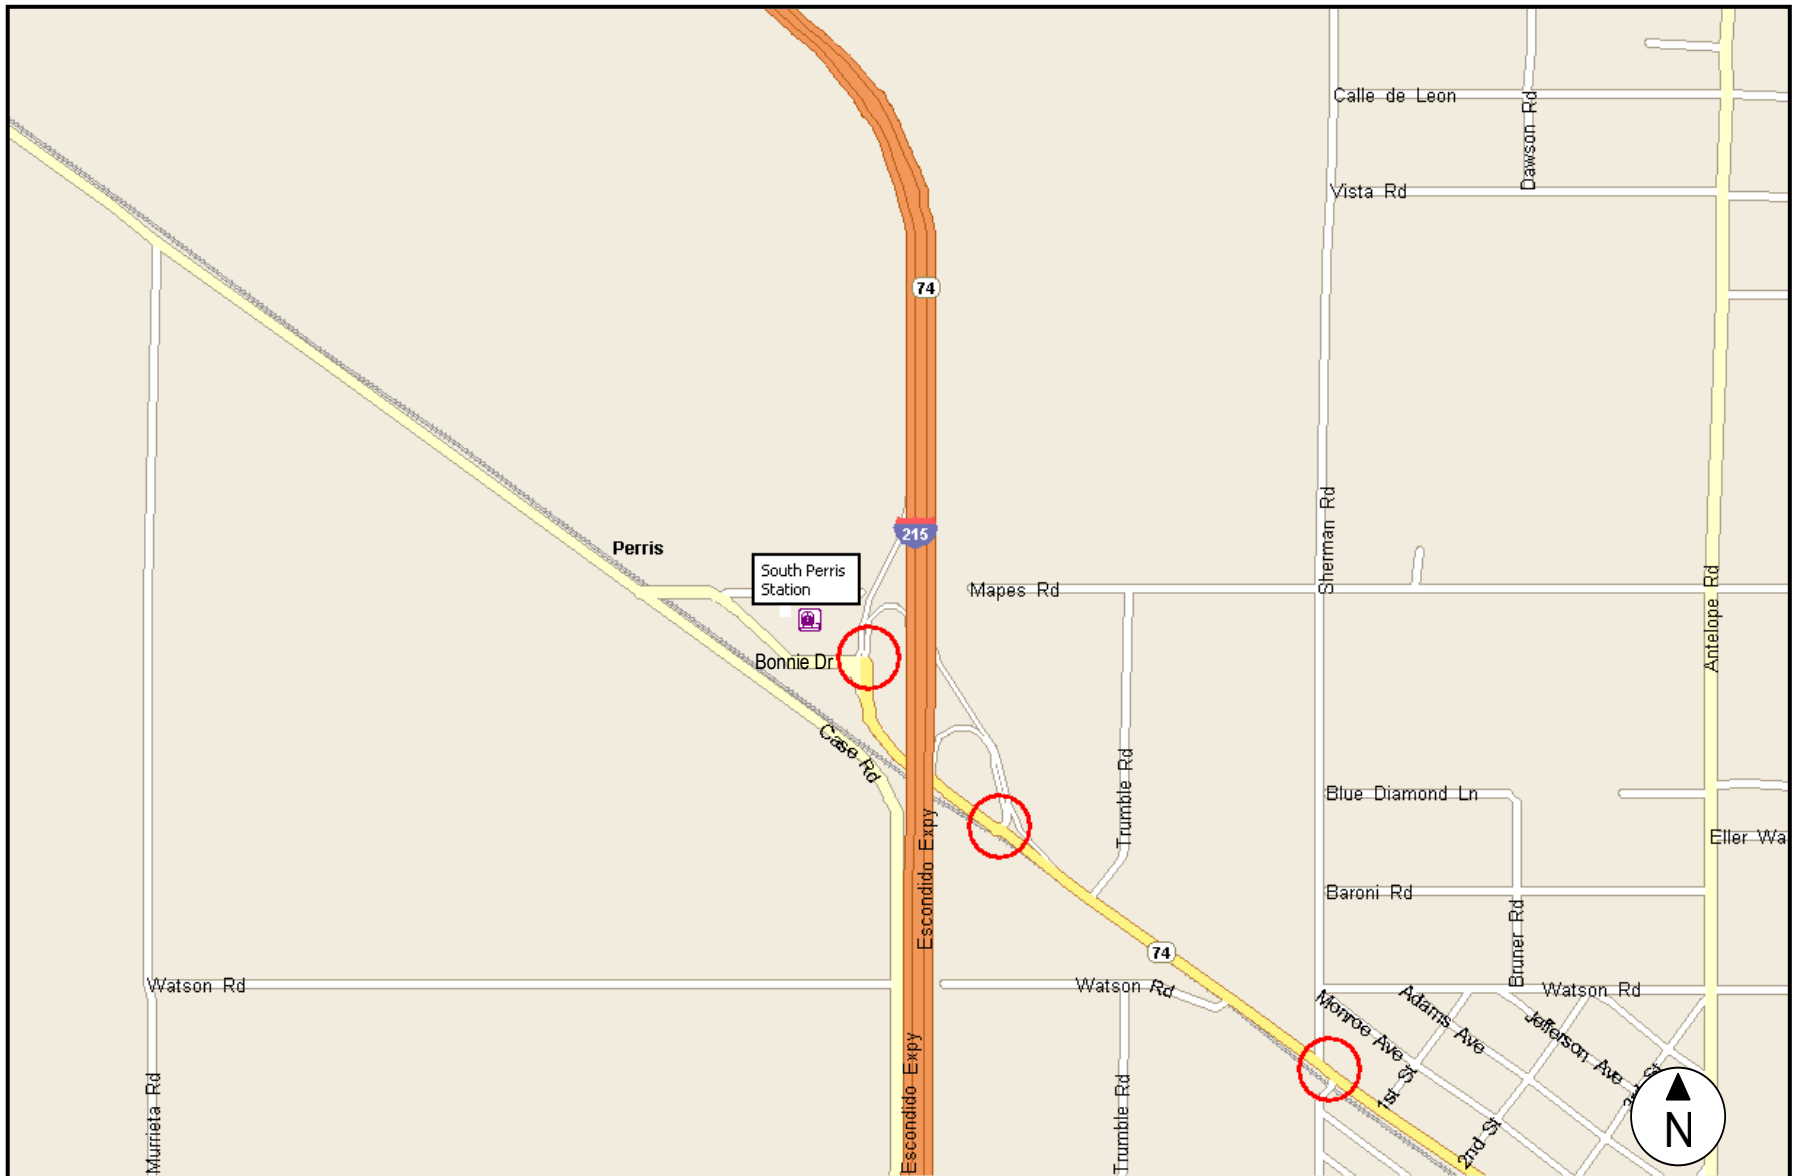 Calle de Leon
Dawson Rd
Vista Rd
74
215
Sherman Rd
Perris
South Perris
Station
Mapes Rd
Antelope Rd
Bonnie Dr
Case Rd
Trumble Rd
Blue Diamond Ln
Eller Wa
Escondido Expy
Baroni Rd
Bruner Rd
74
Watson Rd
Watson Rd
Watson Rd
Monroe Ave
Adams Ave
Jefferson Ave
Murrieta Rd
Escondido Expy
Trumble Rd
1st St
2nd St
St
N